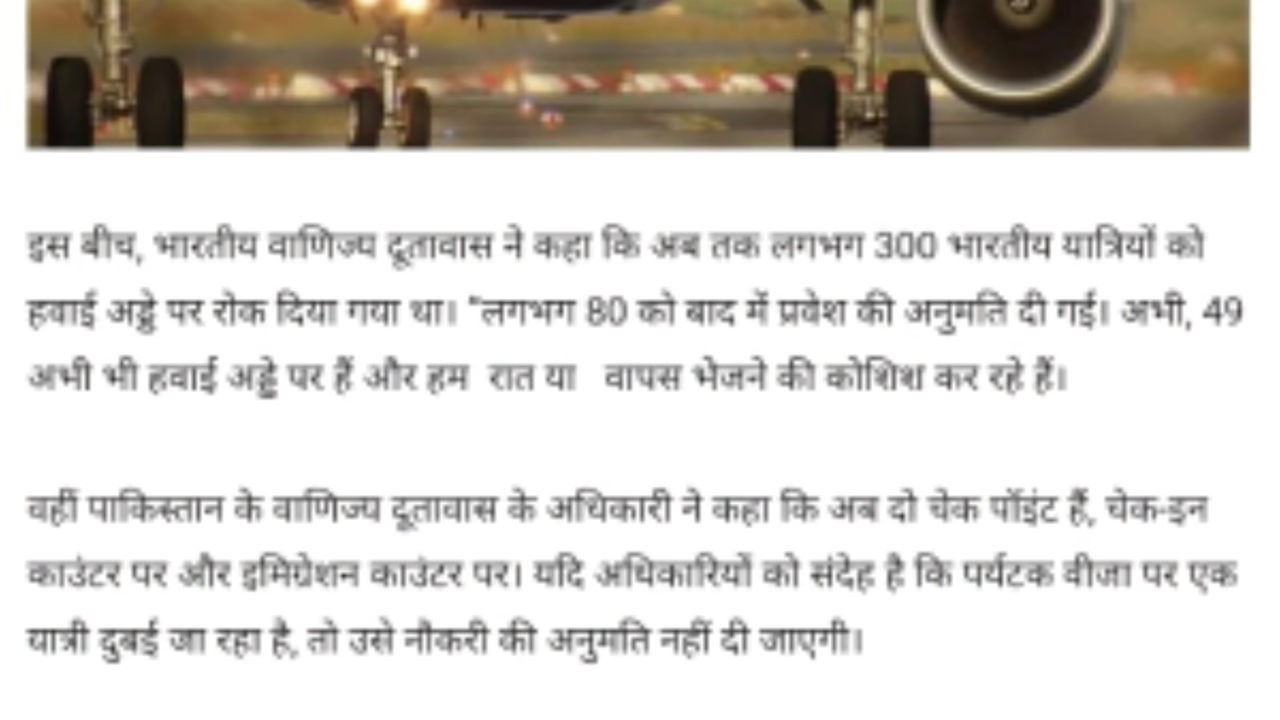 इस बीच, भारतीय वाणिज्य दूतावास ने कहा कि अब तक लगभग 300 भारतीय यात्रियों को
हवाई अड्डे पर रोक दिया गया था। "लगभग 80 को बाद में प्रवेश की अनुमति दी गई। अभी, 49
अभी भी हवाई अड्डे पर हैं और हम रात या वापस भेजने की कोशिश कर रहे हैं।
वहीं पाकिस्तान के वाणिज्य दूतावास के अधिकारी ने कहा कि अब दो चेक पॉइंट हैं, चेक-इन
काउंटर पर और इमिग्रेशन काउंटर पर। यदि अधिकारियों को संदेह है कि पर्यटक वीजा पर एक
यात्री दुबई जा रहा है, तो उसे नौकरी की अनुमति नहीं दी जाएगी।